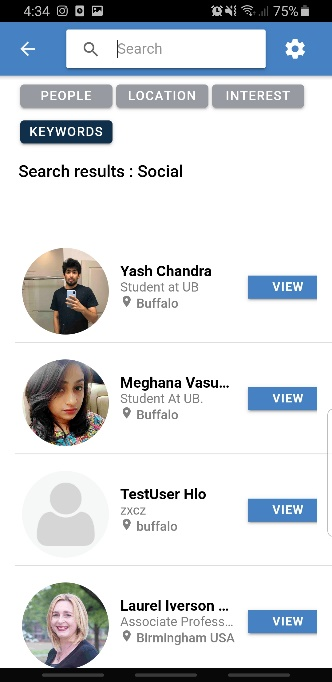 4:34 75%
Search
PEOPLE LOCATION INTEREST
KEYWORDS
Search results : Social
Yash Chandra
Student at UB
Buffalo
VIEW
Meghana Vasu...
Student At UB.
Buffalo
VIEW
TestUser Hlo
zxcz
buffalo
VIEW
Laurel Iverson ...
Associate Profess...
Birmingham USA
VIEW